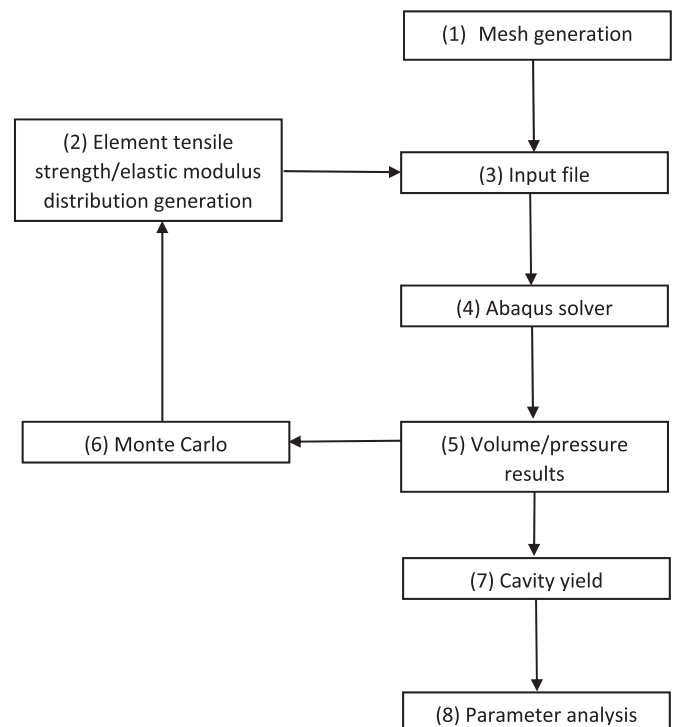 (1) Mesh generation
(2) Element tensile
strength/elastic modulus
distribution generation
(3) Input file
(4) Abaqus solver
(5) Volume/pressure
results
(6) Monte Carlo
(7) Cavity yield
(8) Parameter analysis